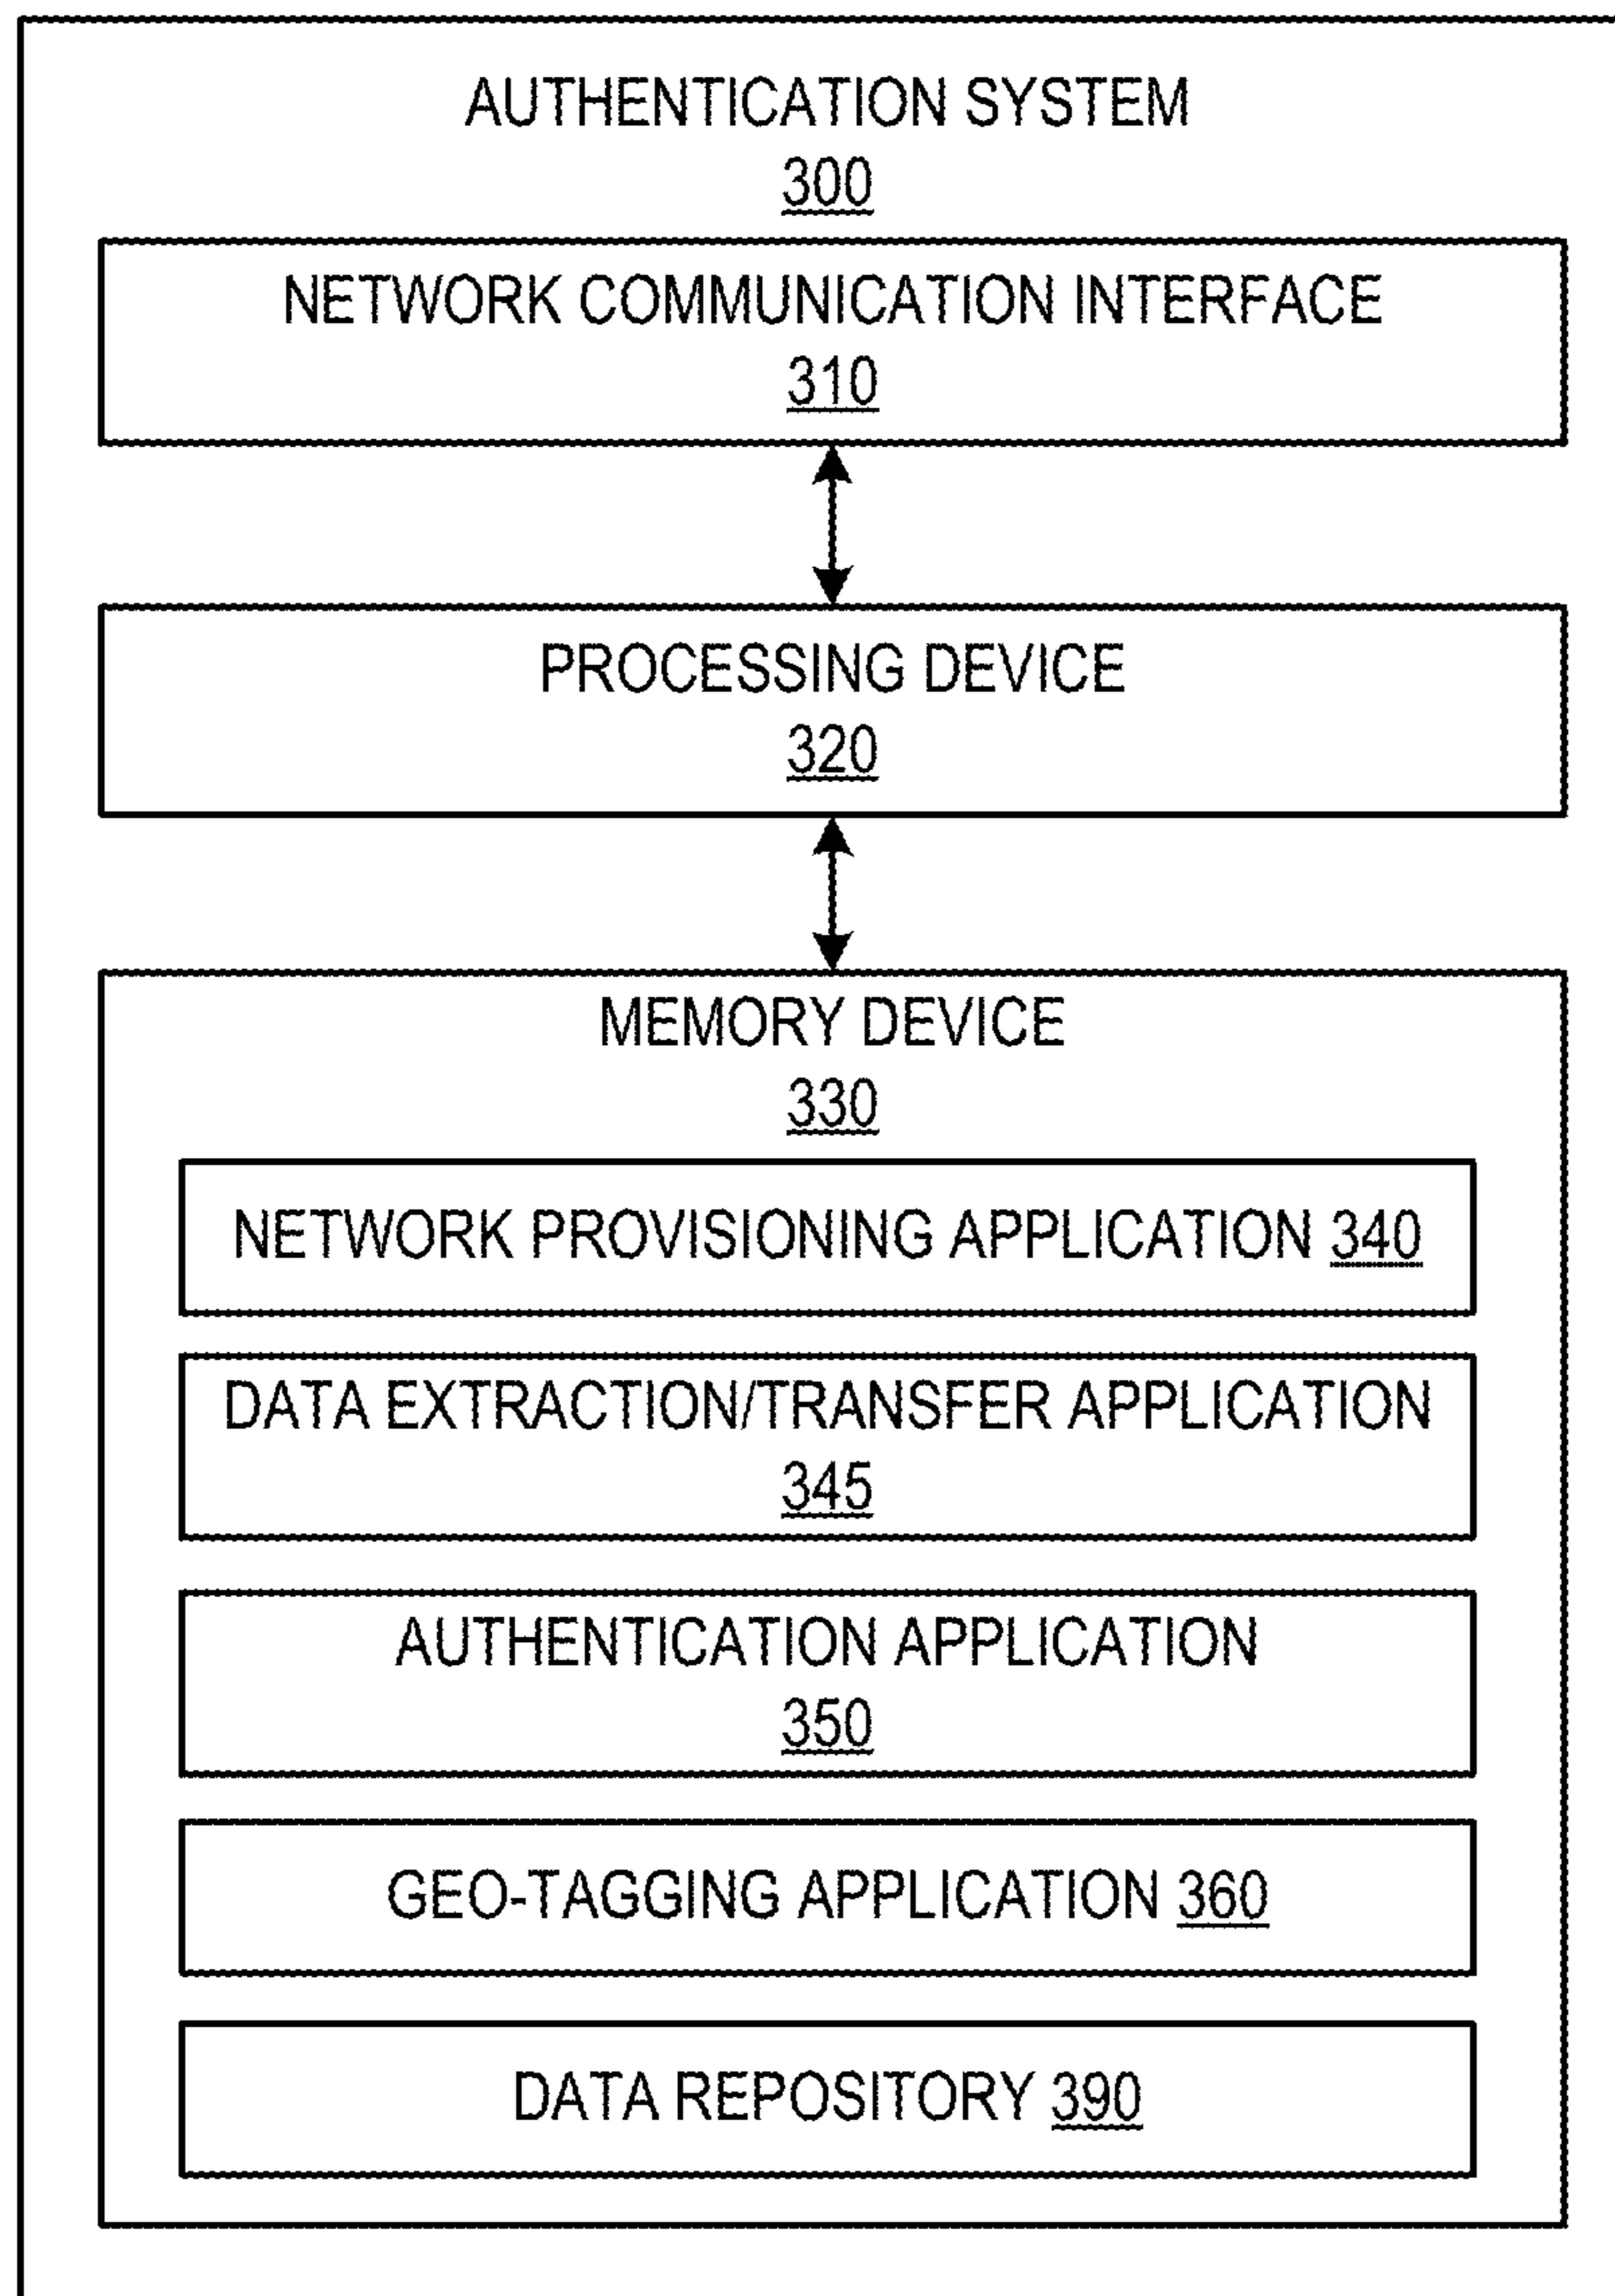 AUTHENTICATION SYSTEM
300
NETWORK COMMUNICATION INTERFACE
310
PROCESSING DEVICE
320
MEMORY DEVICE
330
NETWORK PROVISIONING APPLICATION 340
DATA EXTRACTION/TRANSFER APPLICATION
345
AUTHENTICATION APPLICATION
350
GEO-TAGGING APPLICATION 360
DATA REPOSITORY 390